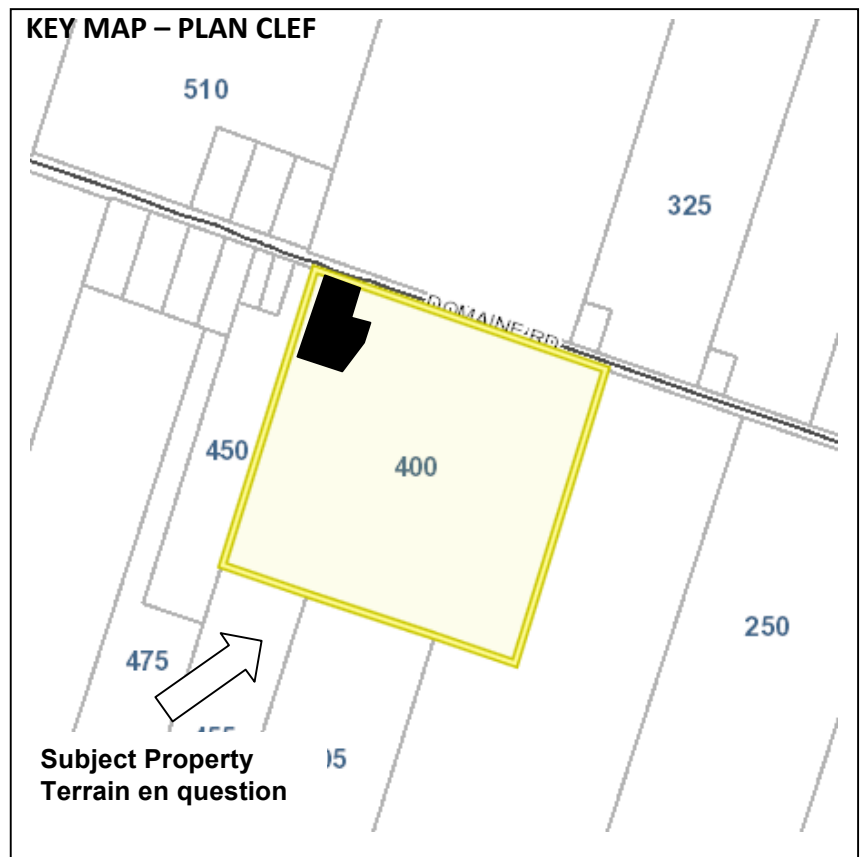 KEY MAP – PLAN CLEF
510
325
DOMAINE RD
450
400
250
475
Subject Property
Terrain en question